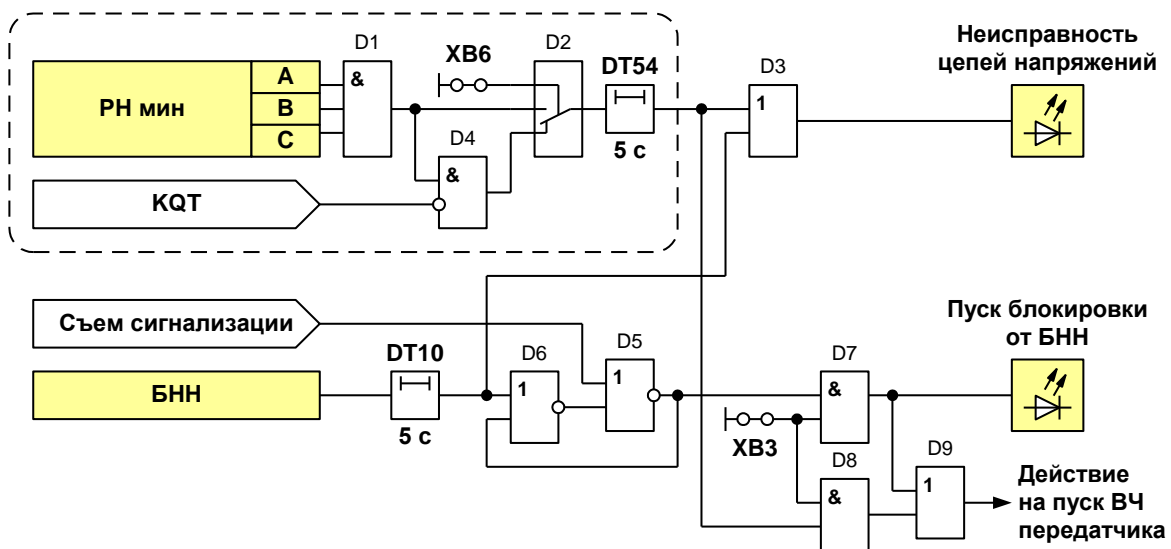 D1
D2
D3
XB6
DT54
Неисправность
цепей напряжений
РН мин
A
B
C
&
1
D4
&
5 с
KQT
Съем сигнализации
Пуск блокировки
от БНН
DT10
D6
D5
D7
БНН
1
1
&
5 с
XB3
D8
D9
&
1
Действие
на пуск ВЧ
передатчика